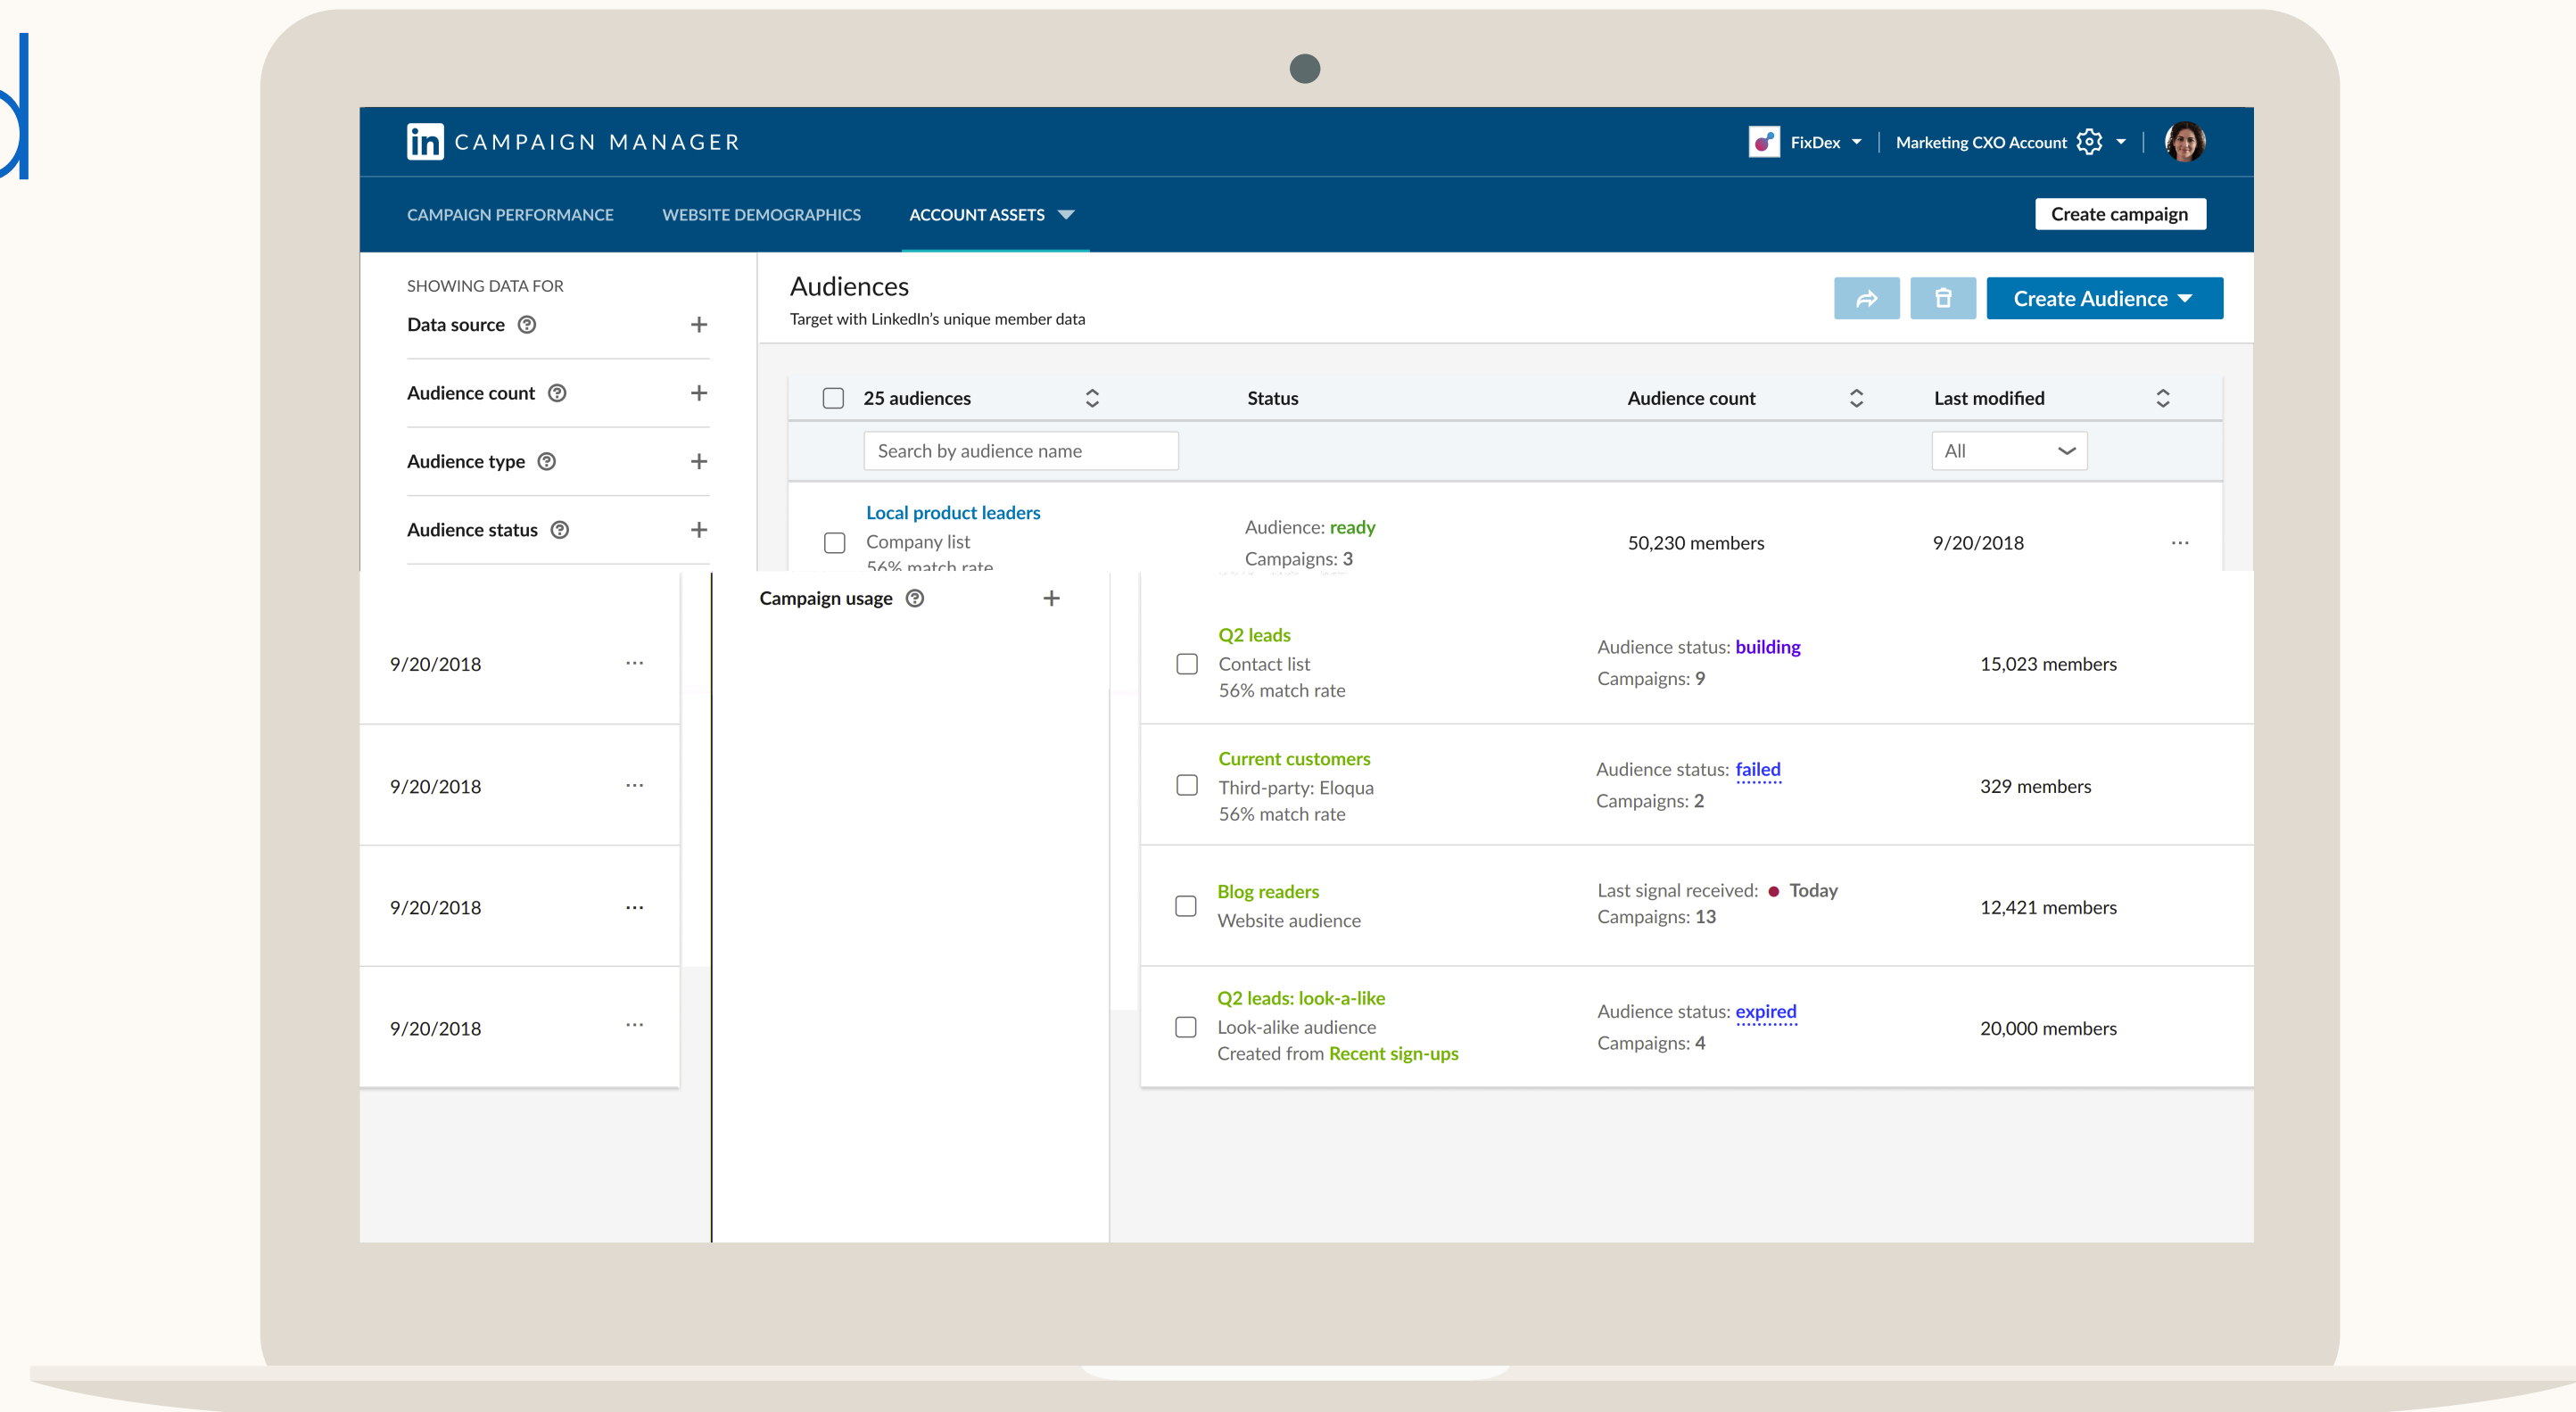 d
in CAMPAIGN MANAGER
FixDex
Marketing CXO Account
CAMPAIGN PERFORMANCE
WEBSITE DEMOGRAPHICS
ACCOUNT ASSETS
Create campaign
SHOWING DATA FOR
Data source
Audience count
Audience type
Audience status
Audiences
Target with LinkedIn's unique member data
Create Audience
25 audiences
Status
Audience count
Last modified
Search by audience name
All
Local product leaders
Company list
56% match rate
Audience: ready
Campaigns: 3
50,230 members
9/20/2018
Campaign usage
9/20/2018
Q2 leads
Contact list
56% match rate
Audience status: building
Campaigns: 9
15,023 members
9/20/2018
Current customers
Third-party: Eloqua
56% match rate
Audience status: failed
Campaigns: 2
329 members
9/20/2018
Blog readers
Website audience
Last signal received: ● Today
Campaigns: 13
12,421 members
9/20/2018
Q2 leads: look-a-like
Look-alike audience
Created from Recent sign-ups
Audience status: expired
Campaigns: 4
20,000 members